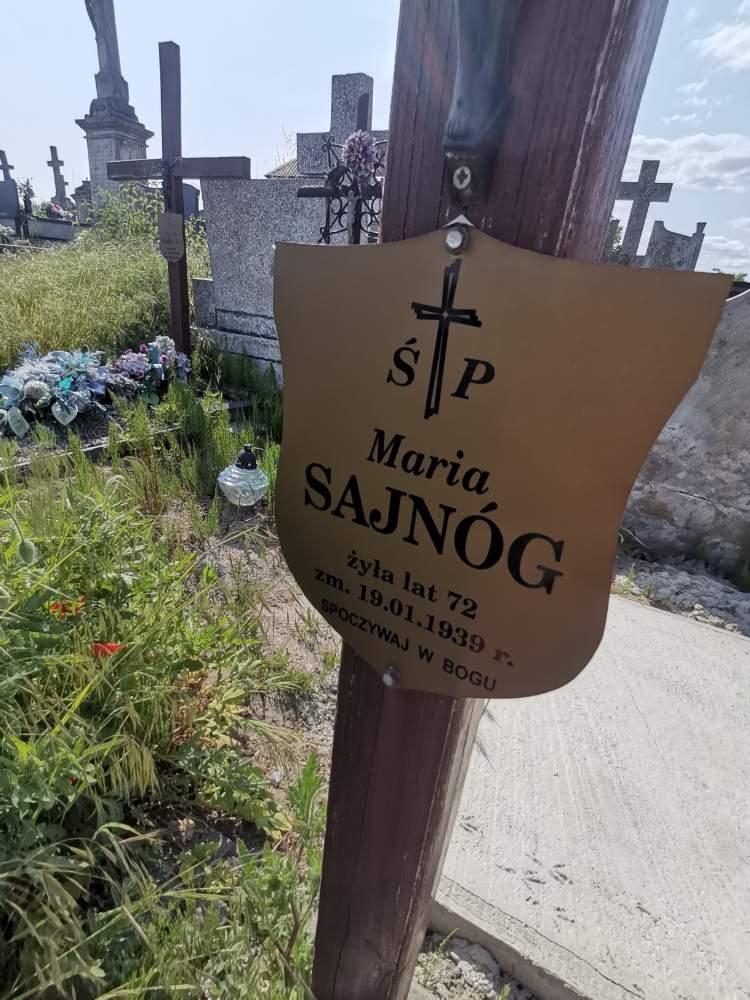 Ś P
Maria
SAJNÓG
żyła lat 72
zm. 19.01.1939 r.
SPOCZYWAJ W BOGU